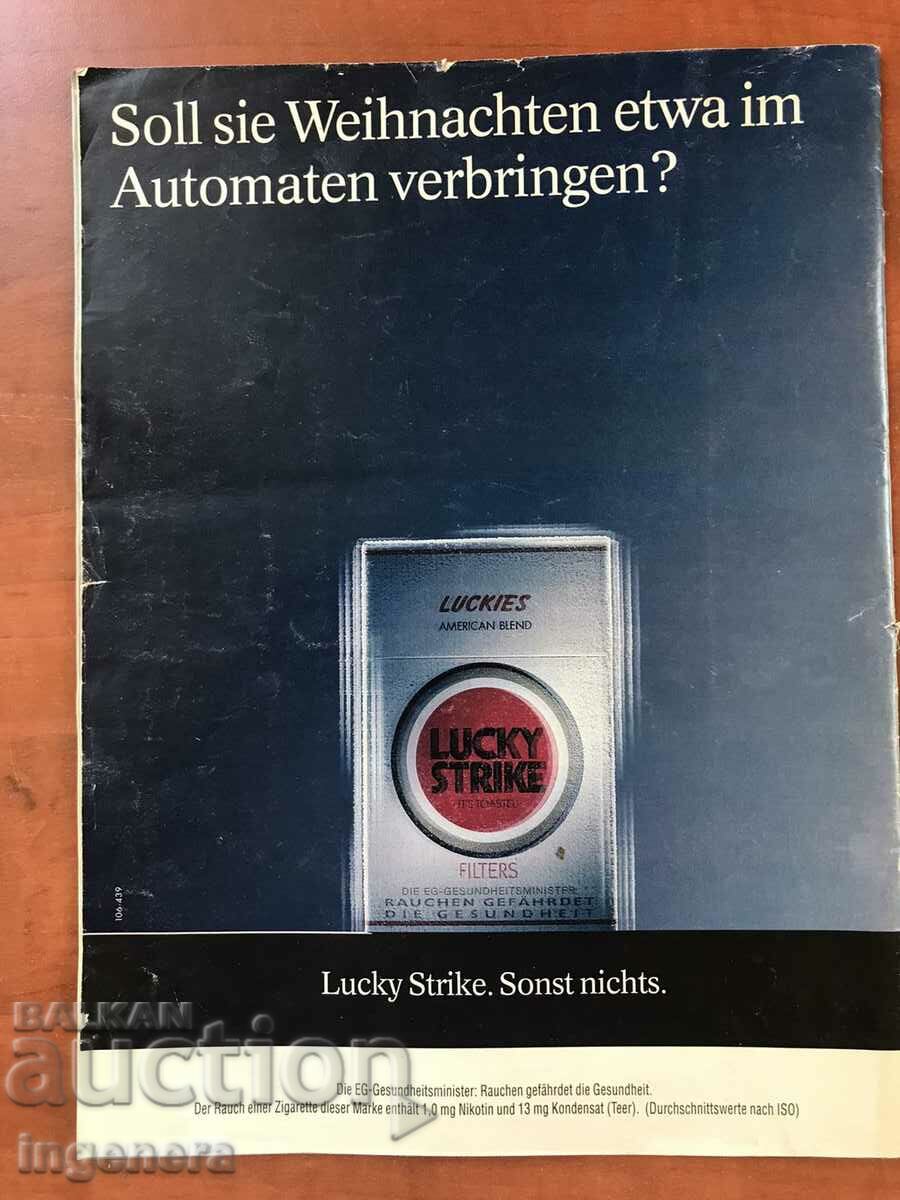 Soll sie Weihnachten etwa im
Automaten verbringen?
LUCKIES
AMERICAN BLEND
LUCKY
STRIKE
IT'S TOASTED
FILTERS
DIE EG-GESUNDHEITSMINISTER:
RAUCHEN GEFÄHRDET
DIE GESUNDHEIT
106·439
Lucky Strike. Sonst nichts.
Die EG-Gesundheitsminister: Rauchen gefährdet die Gesundheit.
Der Rauch einer Zigarette dieser Marke enthält 1,0 mg Nikotin und 13 mg Kondensat (Teer). (Durchschnittswerte nach ISO)
BALKAN
auction
ingenera